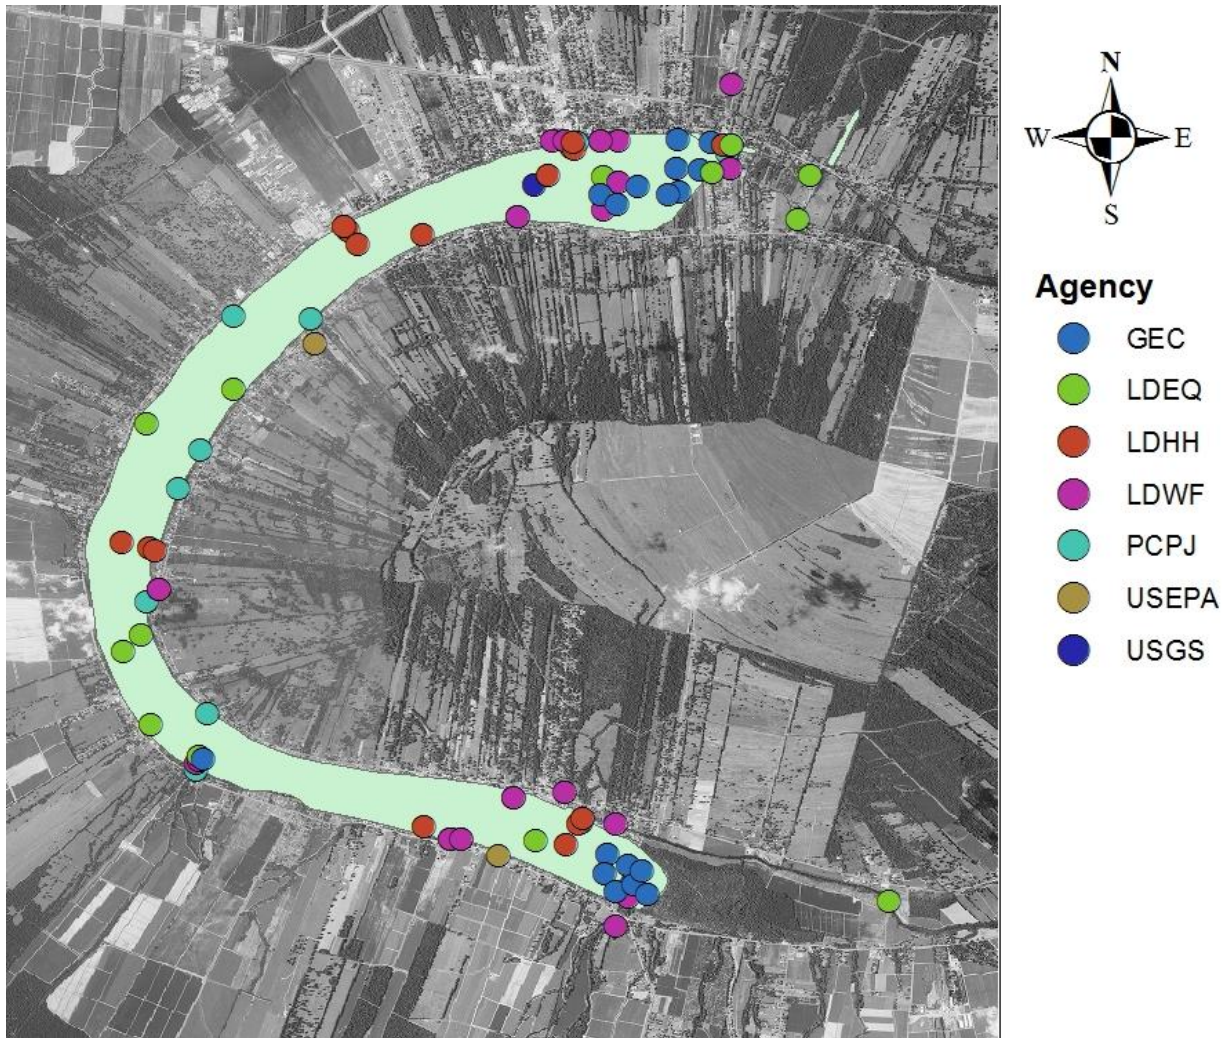 N
W E
S
Agency
GEC
LDEQ
LDHH
LDWF
PCPJ
USEPA
USGS